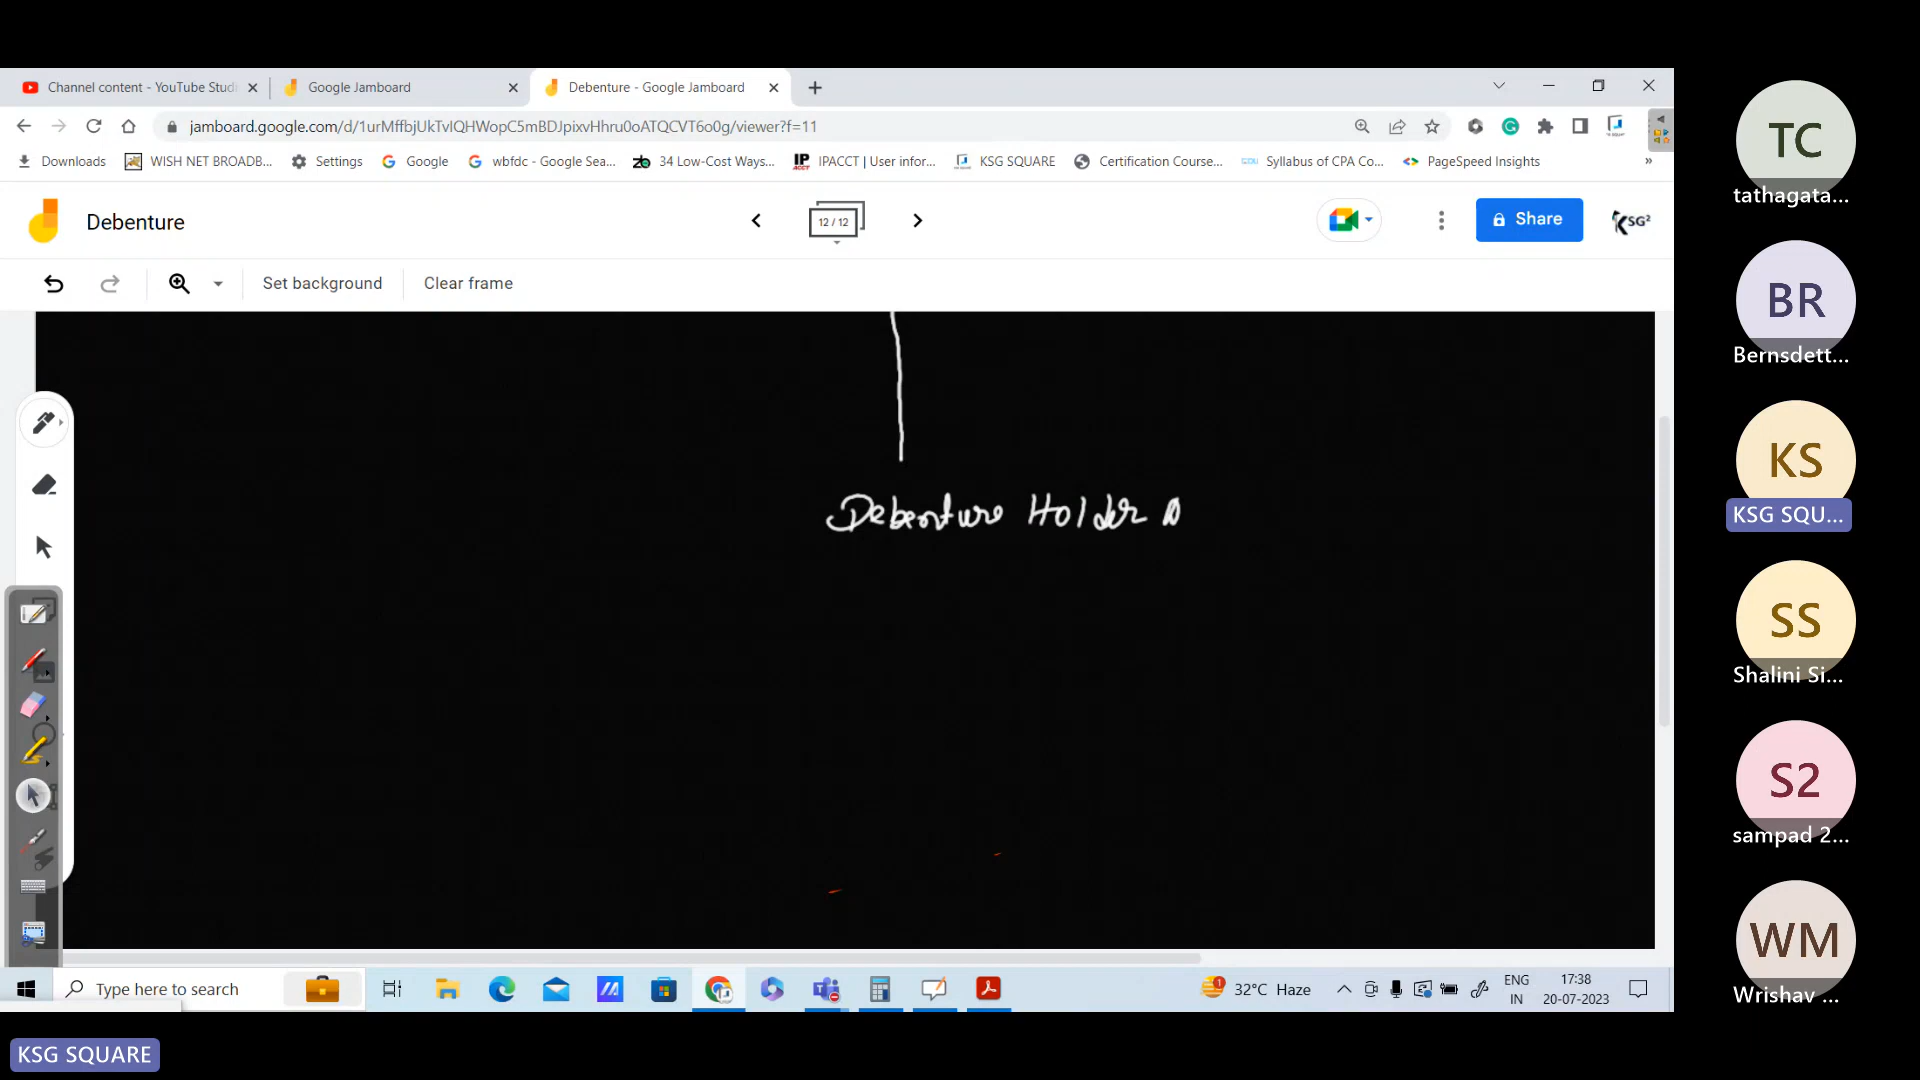 Channel content - YouTube Studi
Google Jamboard
Debenture - Google Jamboard
jamboard.google.com/d/1urMffbjUkTvIQHWopC5mBDJpixvHhru0oATQCVT6o0g/viewer?f=11
Downloads WISH NET BROADB... Settings Google wbfdc - Google Sea... 34 Low-Cost Ways... IPACCT | User infor... KSG SQUARE Certification Course... Syllabus of CPA Co... PageSpeed Insights »
Debenture
12 / 12
Share
KSG²
Set background
Clear frame
Debenture Holder
Type here to search
32°C Haze
ENG
IN
17:38
20-07-2023
KSG SQUARE
TC
tathagata...
BR
Bernsdett...
KS
KSG SQU...
SS
Shalini Si...
S2
sampad 2...
WM
Wrishav ...